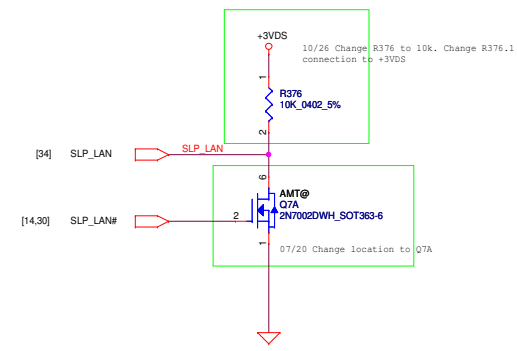 +3VDS
10/26 Change R376 to 10k. Change R376.1
connection to +3VDS
1
R376
10K_0402_5%
2
[34] SLP_LAN SLP_LAN
6
AMT@
Q7A
2N7002DWH_SOT363-6
[14,30] SLP_LAN# 2
1
07/20 Change location to Q7A